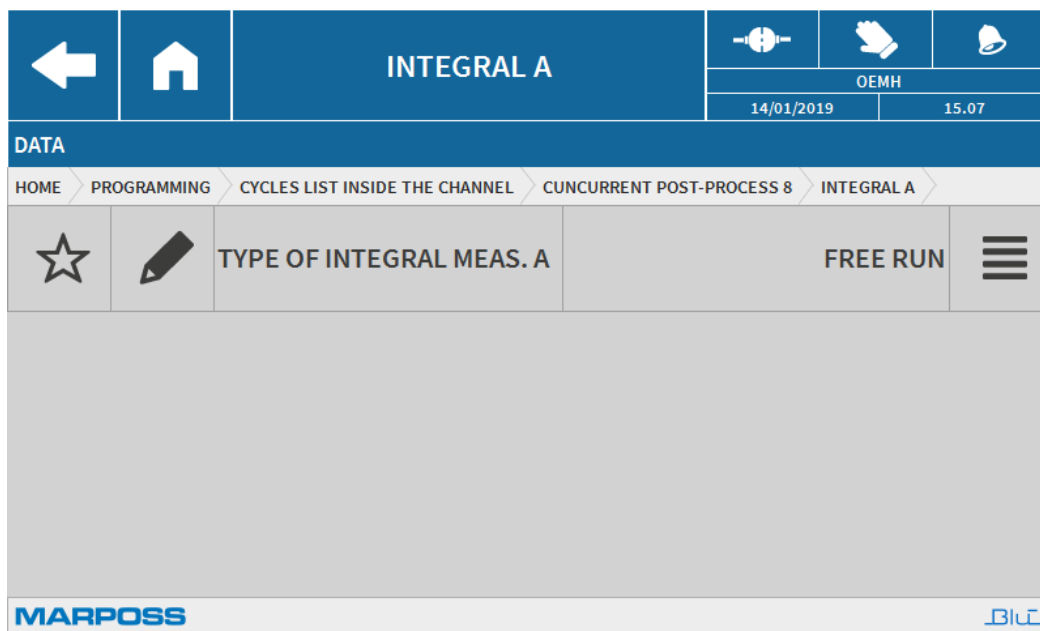 INTEGRAL A
OEMH
14/01/2019 15.07
DATA
HOME PROGRAMMING CYCLES LIST INSIDE THE CHANNEL CUNCURRENT POST-PROCESS 8 INTEGRAL A
TYPE OF INTEGRAL MEAS. A FREE RUN
MARPOSS Blú